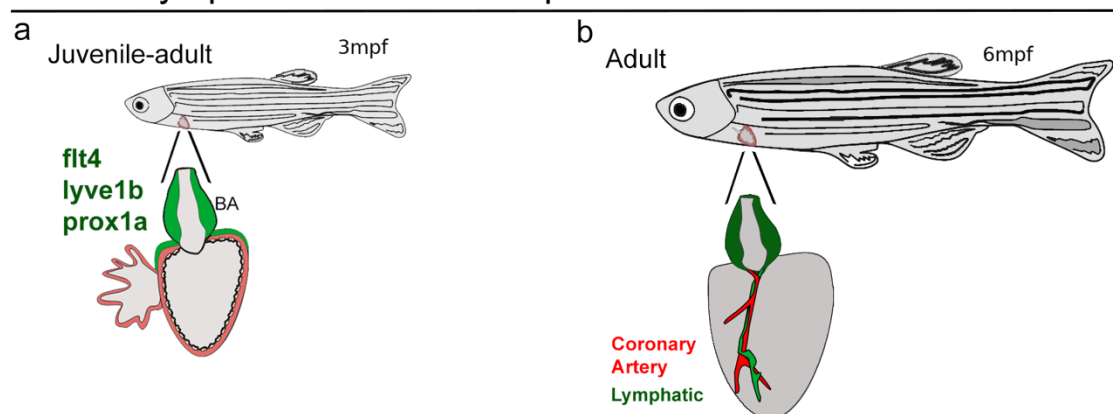 a
Juvenile-adult
3mpf
flt4
lyve1b
prox1a
BA
b
Adult
6mpf
Coronary
Artery
Lymphatic